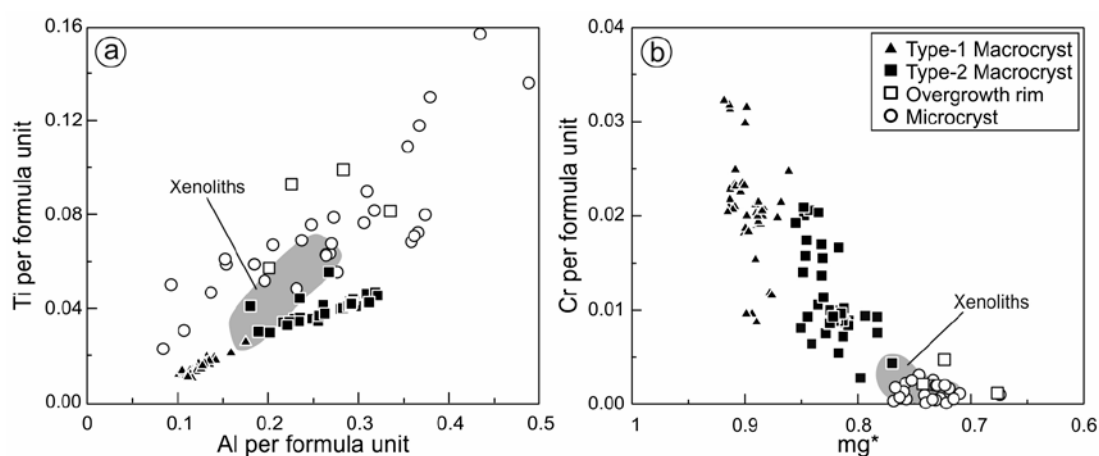 a
Ti per formula unit
0.16
0.12
0.08
0.04
0.00
Xenoliths
0
0.1
0.2
0.3
0.4
0.5
Al per formula unit
b
Cr per formula unit
0.04
0.03
0.02
0.01
0.00
Type-1 Macrocryst
Type-2 Macrocryst
Overgrowth rim
Microcryst
Xenoliths
1
0.9
0.8
0.7
0.6
mg*